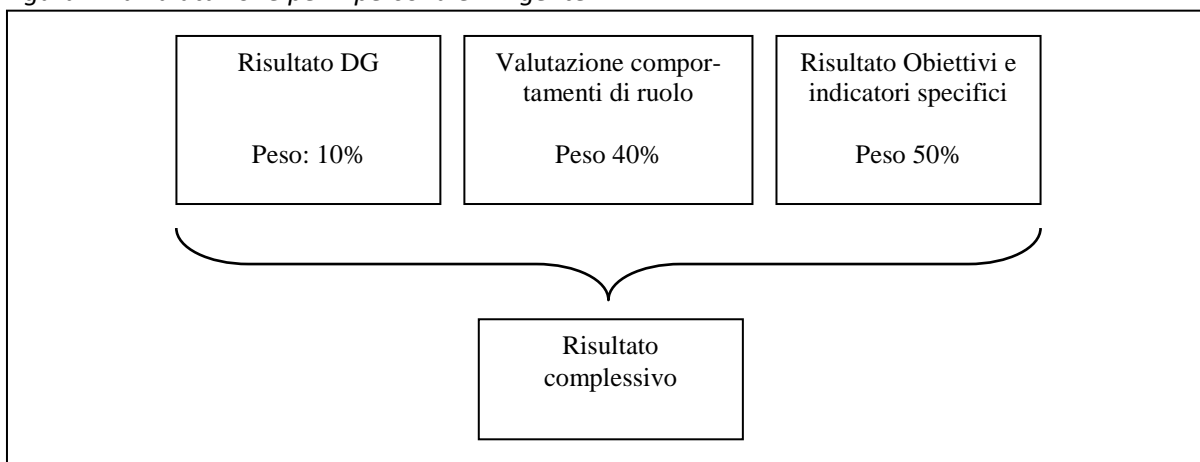 Risultato DG
Peso: 10%
Valutazione compor-
tamenti di ruolo
Peso 40%
Risultato Obiettivi e
indicatori specifici
Peso 50%
Risultato
complessivo